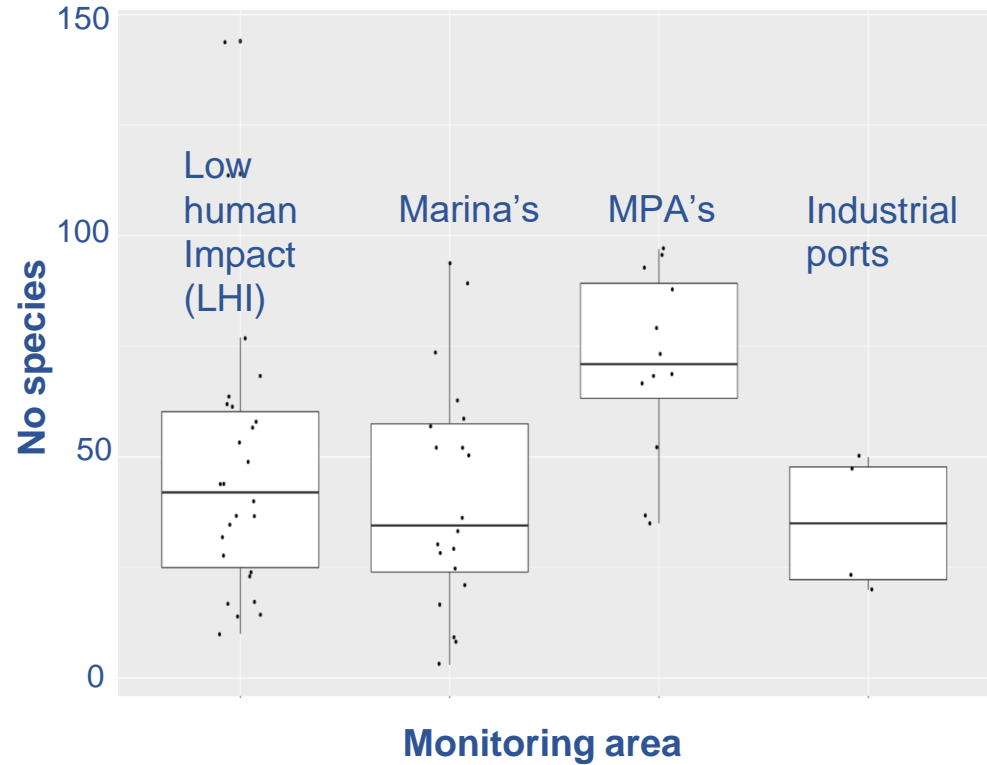 150
Low
human
Impact
(LHI)
Marina's
MPA's
Industrial
ports
100
50
0
No species
Monitoring area